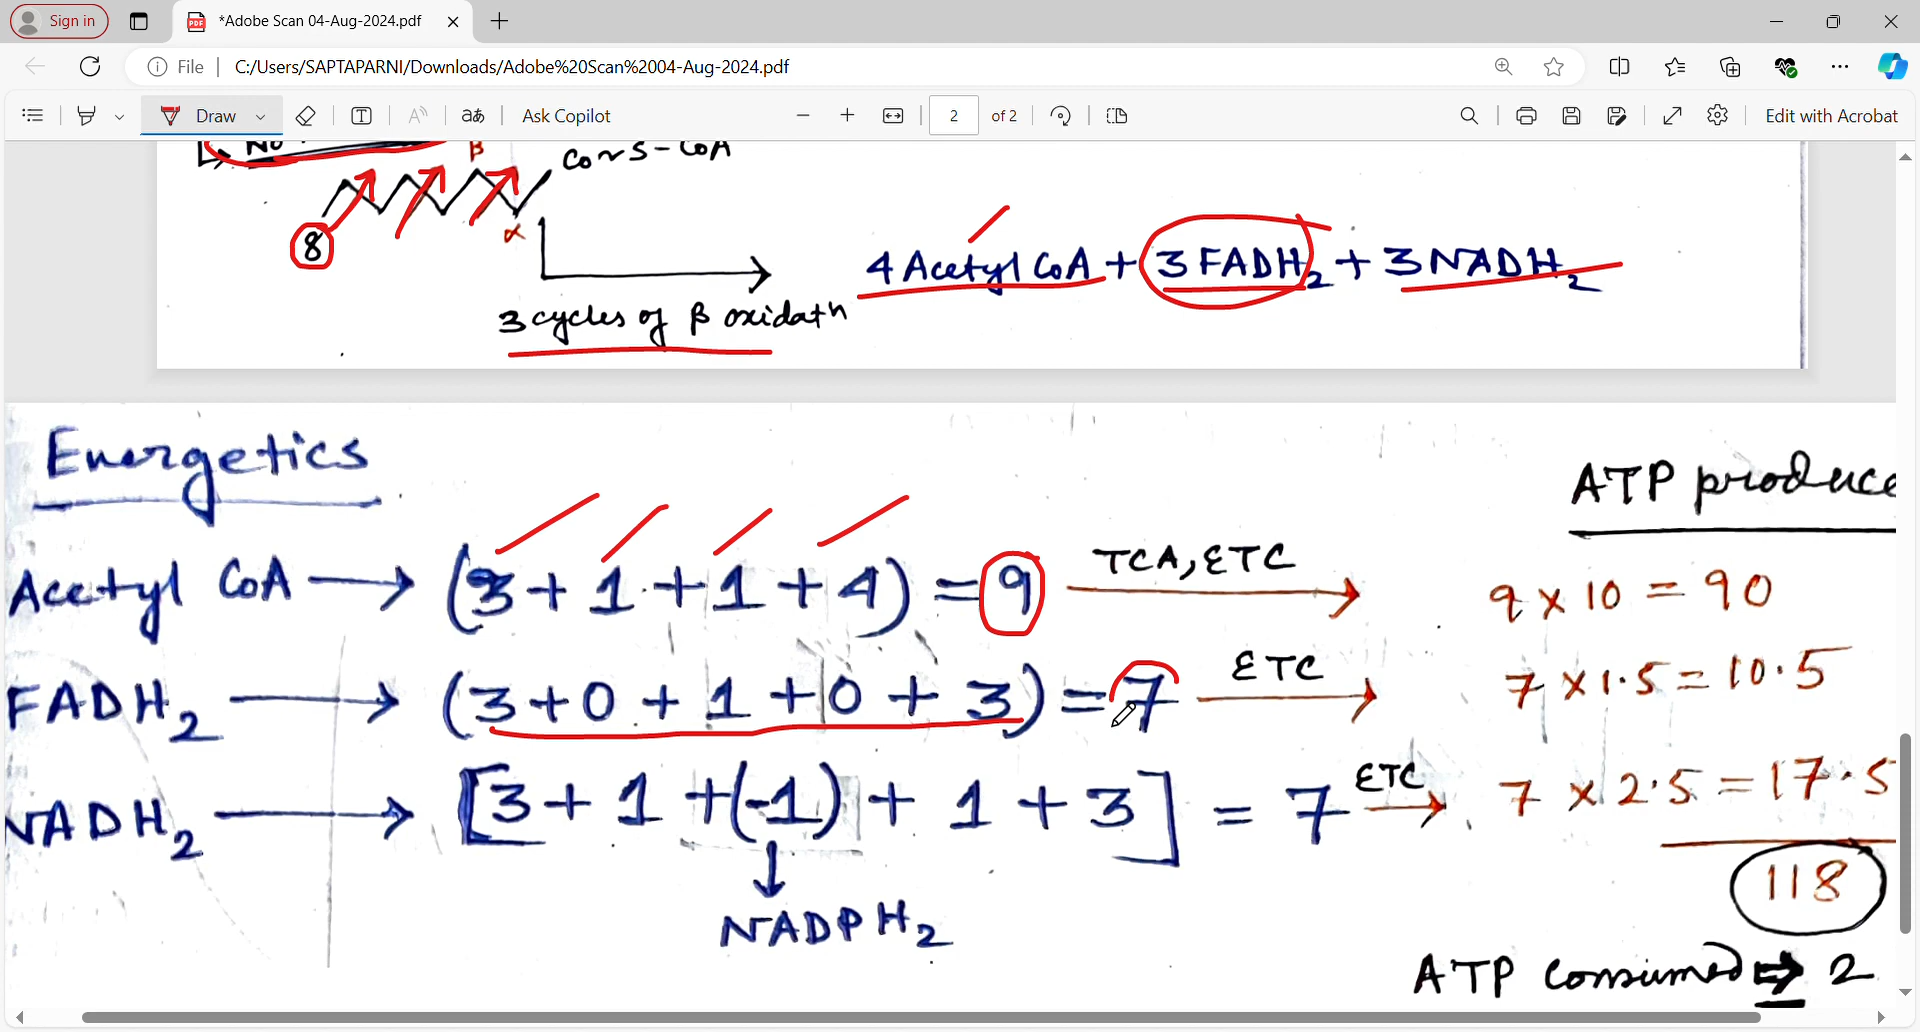 Sign in
*Adobe Scan 04-Aug-2024.pdf
File
C:/Users/SAPTAPARNI/Downloads/Adobe%20Scan%2004-Aug-2024.pdf
Draw
Ask Copilot
2 of 2
Edit with Acrobat
β
CO~S-COA
8
α
4 Acetyl CoA + 3 FADH2 + 3 NADH2
3 cycles of β oxidatn
Energetics
ATP produce
Acetyl CoA → (3+1+1+4) = 9 TCA, ETC → 9 x 10 = 90
FADH2 → (3+0+1+0+3) = 7 ETC → 7 x 1.5 = 10.5
NADH2 → [3+1+(-1)+1+3] = 7 ETC → 7 x 2.5 = 17.5
118
NADPH2
ATP consumed ⇒ 2